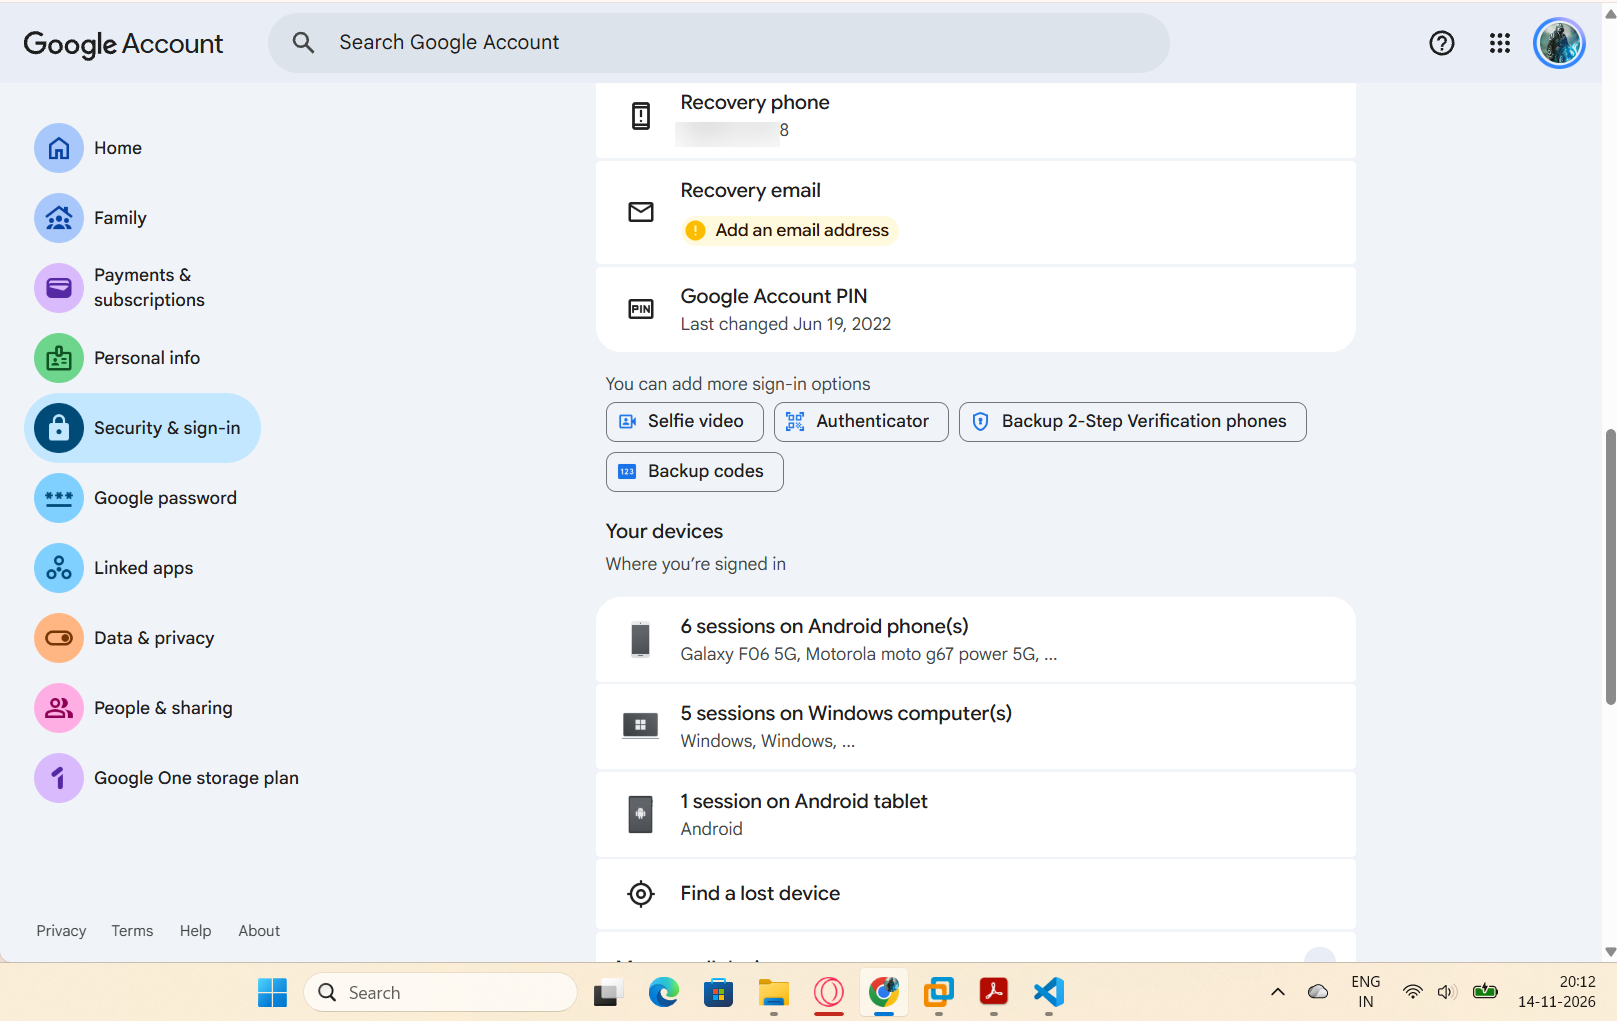 Google Account
Search Google Account
Home
Family
Payments &
subscriptions
Personal info
Security & sign-in
Google password
Linked apps
Data & privacy
People & sharing
Google One storage plan
Privacy Terms Help About
Recovery phone
8
Recovery email
! Add an email address
PIN
Google Account PIN
Last changed Jun 19, 2022
You can add more sign-in options
Selfie video
Authenticator
Backup 2-Step Verification phones
123 Backup codes
Your devices
Where you're signed in
6 sessions on Android phone(s)
Galaxy F06 5G, Motorola moto g67 power 5G, ...
5 sessions on Windows computer(s)
Windows, Windows, ...
1 session on Android tablet
Android
Find a lost device
Search
ENG
IN
20:12
14-11-2026